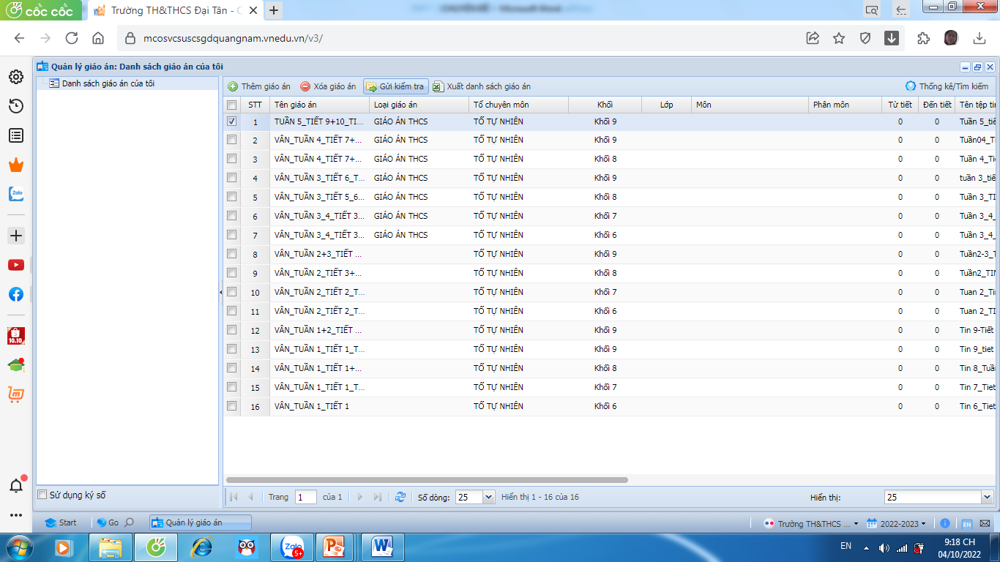 cốc cốc Trường TH&THCS Đại Tân - C
mcosvcsuscsgdquangnam.vnedu.vn/v3/
Quản lý giáo án: Danh sách giáo án của tôi
Danh sách giáo án của tôi
Thêm giáo án Xóa giáo án Gửi kiểm tra Xuất danh sách giáo án Thống kê/Tìm kiếm
STT Tên giáo án Loại giáo án Tổ chuyên môn Khối Lớp Môn Phân môn Từ tiết Đến tiết Tên tệp tin
1 TUẦN 5_TIẾT 9+10_TI... GIÁO ÁN THCS TỔ TỰ NHIÊN Khối 9 0 0 Tuần 5_tiế
2 VÂN_TUẦN 4_TIẾT 7+... GIÁO ÁN THCS TỔ TỰ NHIÊN Khối 9 0 0 Tuần04_T
3 VÂN_TUẦN 4_TIẾT 7+... GIÁO ÁN THCS TỔ TỰ NHIÊN Khối 8 0 0 Tuần 4_Tiế
4 VÂN_TUẦN 3_TIẾT 6_T... GIÁO ÁN THCS TỔ TỰ NHIÊN Khối 9 0 0 tuần 3_tiế
5 VÂN_TUẦN 3_TIẾT 5_6... GIÁO ÁN THCS TỔ TỰ NHIÊN Khối 8 0 0 Tuần 3_TI
6 VÂN_TUẦN 3_4_TIẾT 3... GIÁO ÁN THCS TỔ TỰ NHIÊN Khối 7 0 0 Tuần 3_4_
7 VÂN_TUẦN 3_4_TIẾT 3... GIÁO ÁN THCS TỔ TỰ NHIÊN Khối 6 0 0 Tuần 3_4_
8 VÂN_TUẦN 2+3_TIẾT ... TỔ TỰ NHIÊN Khối 9 0 0 Tuần2-3_T
9 VÂN_TUẦN 2_TIẾT 3+... TỔ TỰ NHIÊN Khối 8 0 0 Tuần2_TIN
10 VÂN_TUẦN 2_TIẾT 2_T... TỔ TỰ NHIÊN Khối 7 0 0 Tuan 2_Tin
11 VÂN_TUẦN 2_TIẾT 2_T... TỔ TỰ NHIÊN Khối 6 0 0 Tuan 2_TI
12 VÂN_TUẦN 1+2_TIẾT ... TỔ TỰ NHIÊN Khối 9 0 0 Tin 9-Tiết
13 VÂN_TUẦN 1_TIẾT 1_T... TỔ TỰ NHIÊN Khối 9 0 0 Tin 9_tiet
14 VÂN_TUẦN 1_TIẾT 1+... TỔ TỰ NHIÊN Khối 8 0 0 Tin 8_Tuầ
15 VÂN_TUẦN 1_TIẾT 1_T... TỔ TỰ NHIÊN Khối 7 0 0 Tin 7_Tiet
16 VÂN_TUẦN 1_TIẾT 1 TỔ TỰ NHIÊN Khối 6 0 0 Tin 6_Tiet
Sử dụng ký số Trang 1 của 1 Số dòng: 25 Hiển thị 1 - 16 của 16 Hiển thị: 25
Start Go Quản lý giáo án Trường TH&THCS ... 2022-2023 EN
Zalo
10.10
Zalo 5+
EN 9:18 CH
04/10/2022